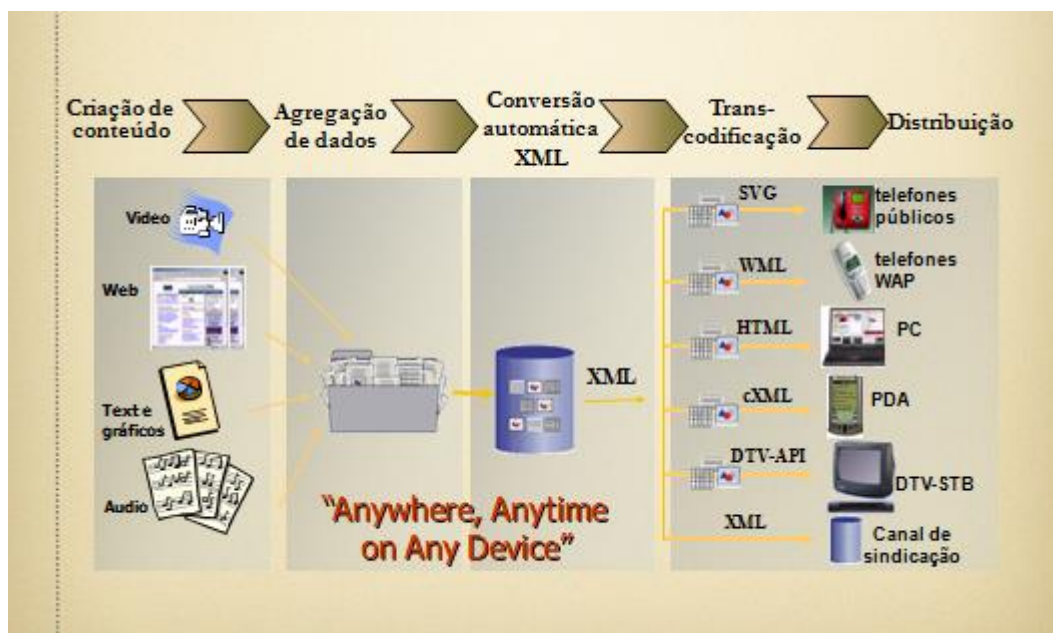 Criação de
conteúdo
Agregação
de dados
Conversão
automática
XML
Trans-
codificação
Distribuição
Video
Web
Text e
gráficos
Audio
XML
"Anywhere, Anytime
on Any Device"
SVG
telefones
públicos
WML
telefones
WAP
HTML
PC
cXML
PDA
DTV-API
DTV-STB
XML
Canal de
sindicação